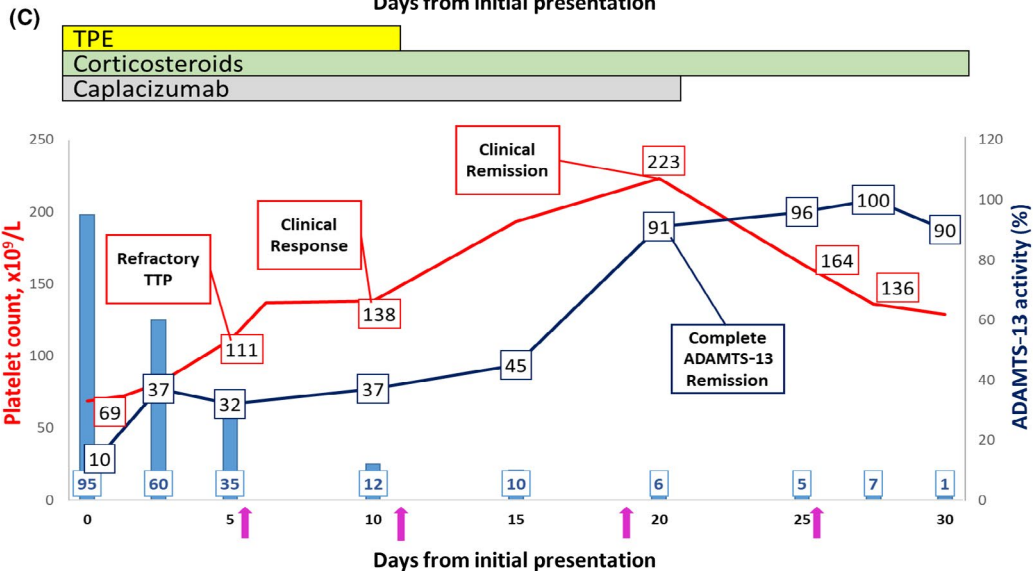 Days from initial presentation
(C)
TPE
Corticosteroids
Caplacizumab
Platelet count, x10⁹/L
250
200
150
100
50
0
Refractory
TTP
Clinical
Response
Clinical
Remission
Complete
ADAMTS-13
Remission
69
111
138
223
164
136
10
37
32
37
45
91
96
100
90
95
60
35
12
10
6
5
7
1
120
100
80
60
40
20
0
ADAMTS-13 activity (%)
0
5
10
15
20
25
30
Days from initial presentation